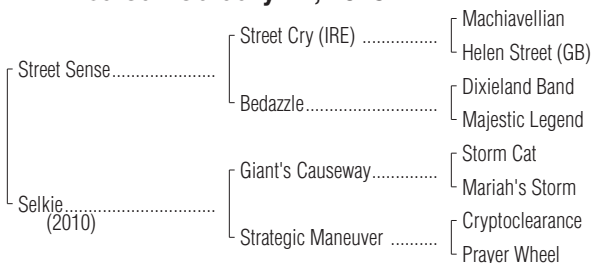 Machiavellian
Street Cry (IRE) ................
Helen Street (GB)
Street Sense......................
Dixieland Band
Bedazzle............................
Majestic Legend
Storm Cat
Giant's Causeway..............
Mariah's Storm
Selkie................................
(2010)
Cryptoclearance
Strategic Maneuver ..........
Prayer Wheel